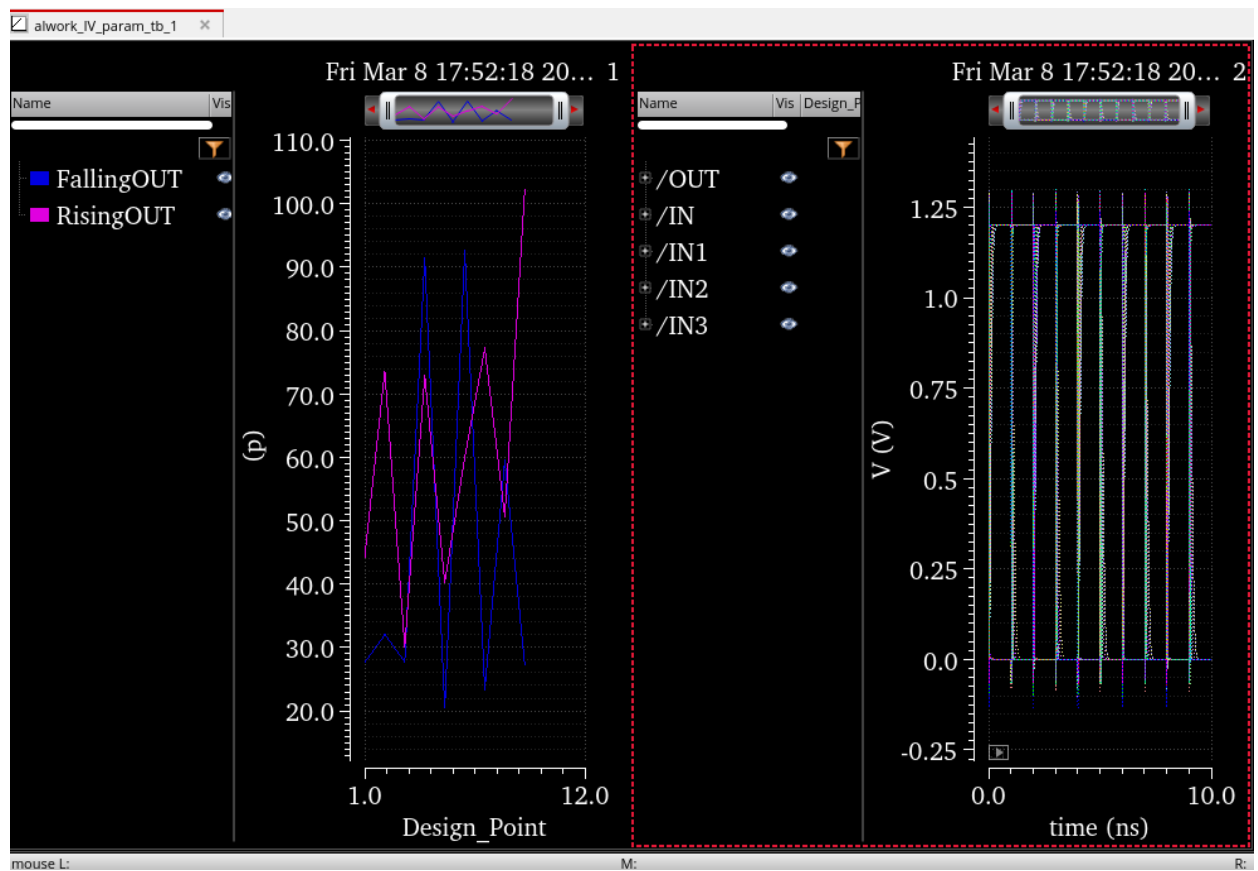 alwork_IV_param_tb_1 ×
Fri Mar 8 17:52:18 20... 1
Name Vis
FallingOUT
RisingOUT
110.0
100.0
90.0
80.0
70.0
60.0
50.0
40.0
30.0
20.0
(p)
1.0 12.0
Design_Point
Fri Mar 8 17:52:18 20... 2
Name Vis Design_P
/OUT
/IN
/IN1
/IN2
/IN3
1.25
1.0
0.75
0.5
0.25
0.0
-0.25
V (V)
0.0 10.0
time (ns)
mouse L: M: R: